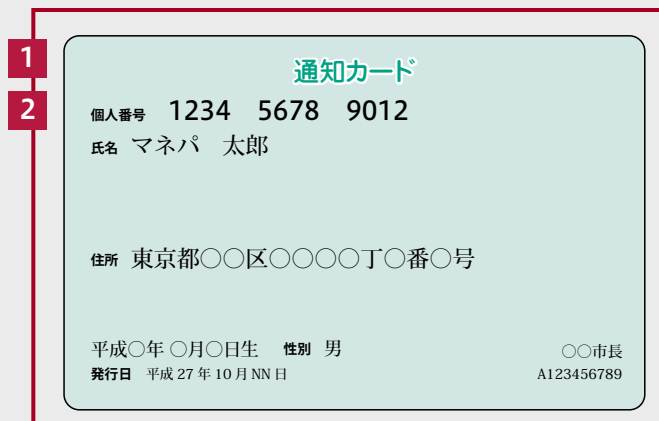 1
通知カード
2
個人番号 1234 5678 9012
氏名 マネパ 太郎
住所 東京都○○区○○○○丁○番○号
平成○年 ○月○日生 性別 男
○○市長
発行日 平成 27 年 10 月 NN 日
A123456789